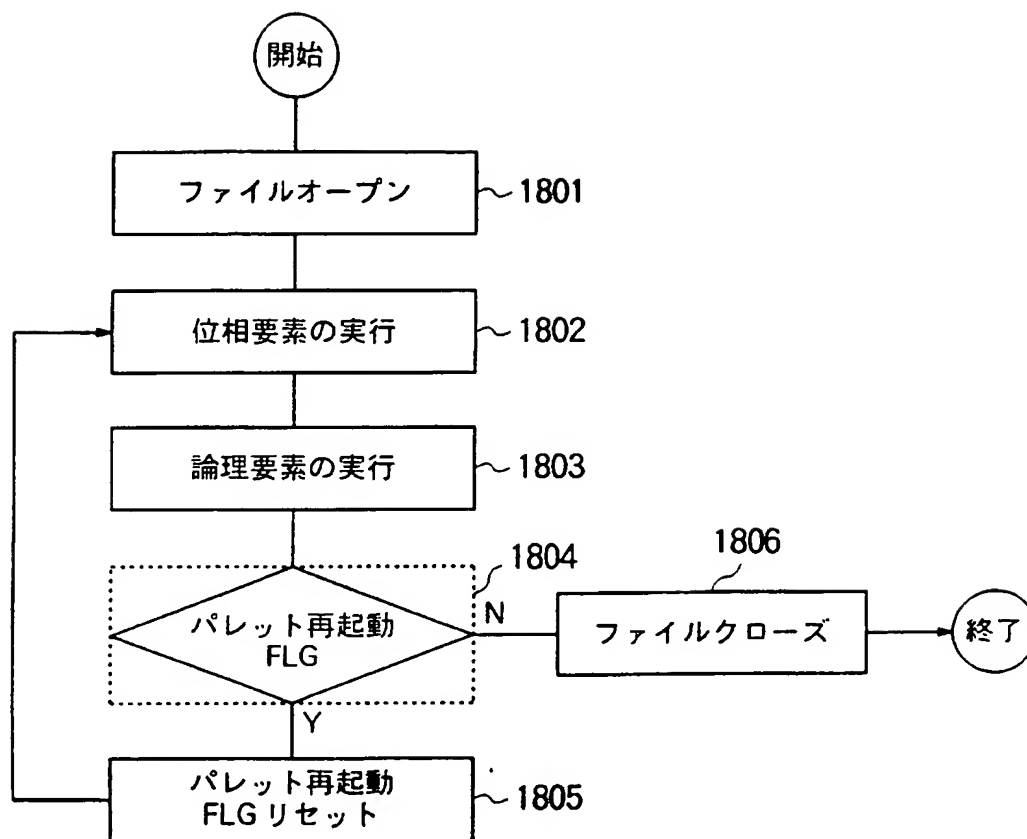 開始
ファイルオープン
1801
位相要素の実行
1802
論理要素の実行
1803
1804
パレット再起動
FLG
N
Y
1806
ファイルクローズ
終了
パレット再起動
FLG リセット
1805